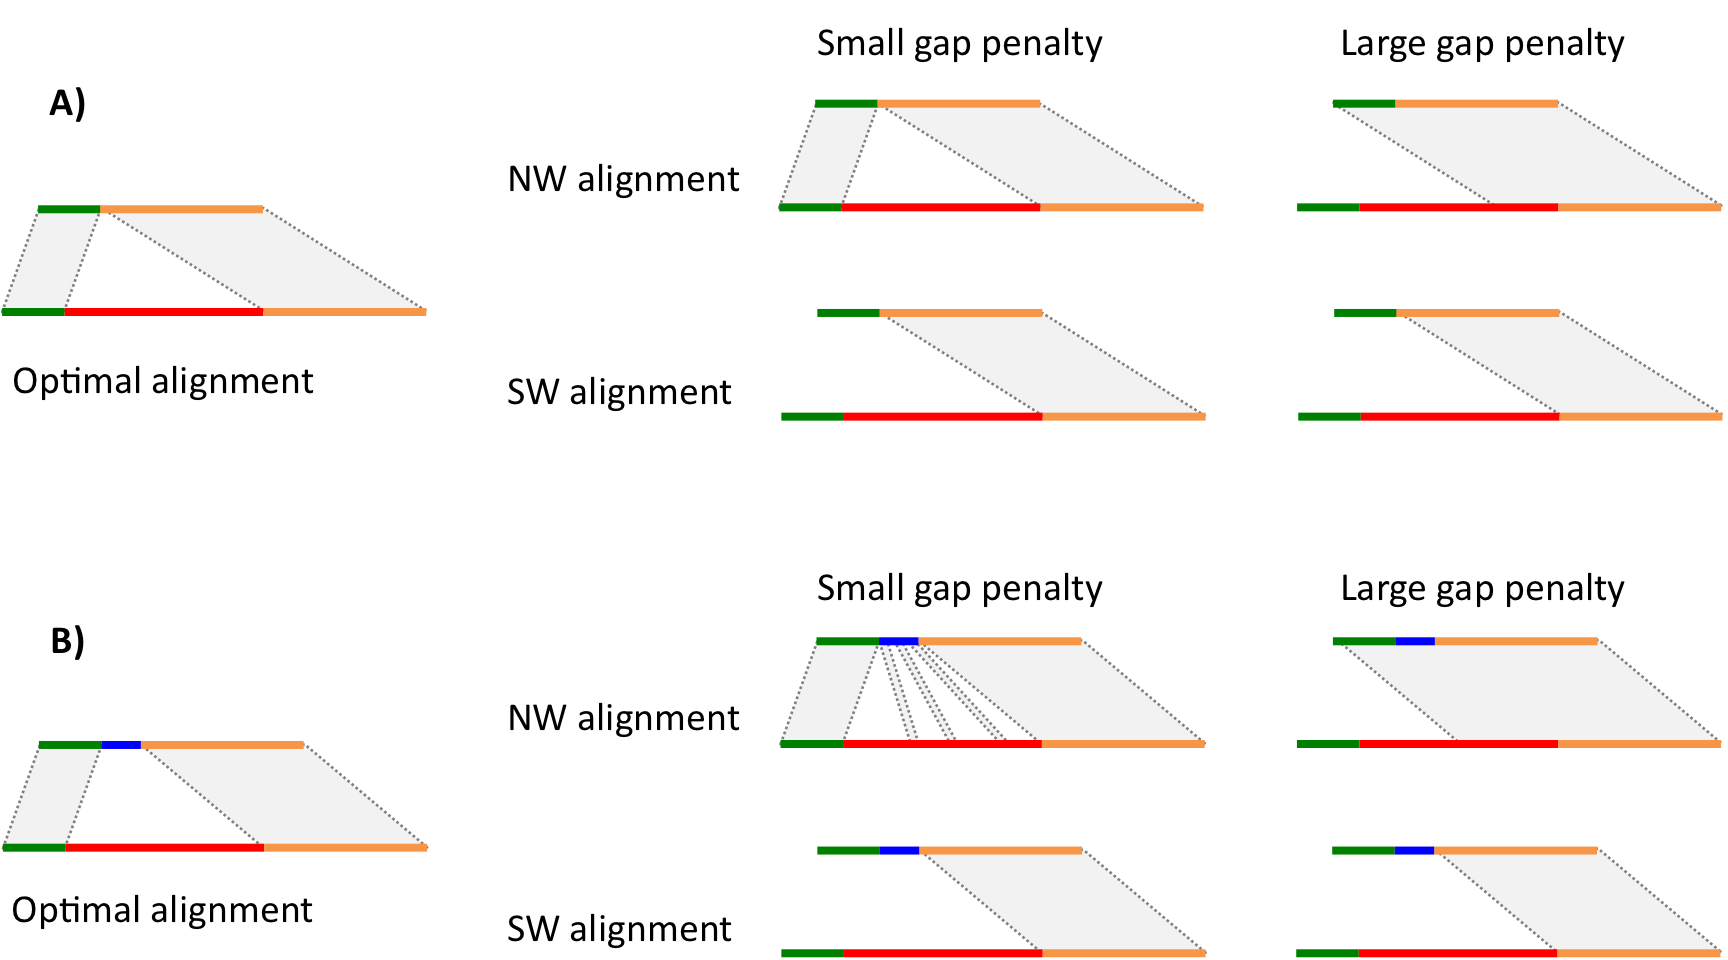 Small gap penalty
Large gap penalty
A)
NW alignment
Optimal alignment
SW alignment
Small gap penalty
Large gap penalty
B)
NW alignment
Optimal alignment
SW alignment